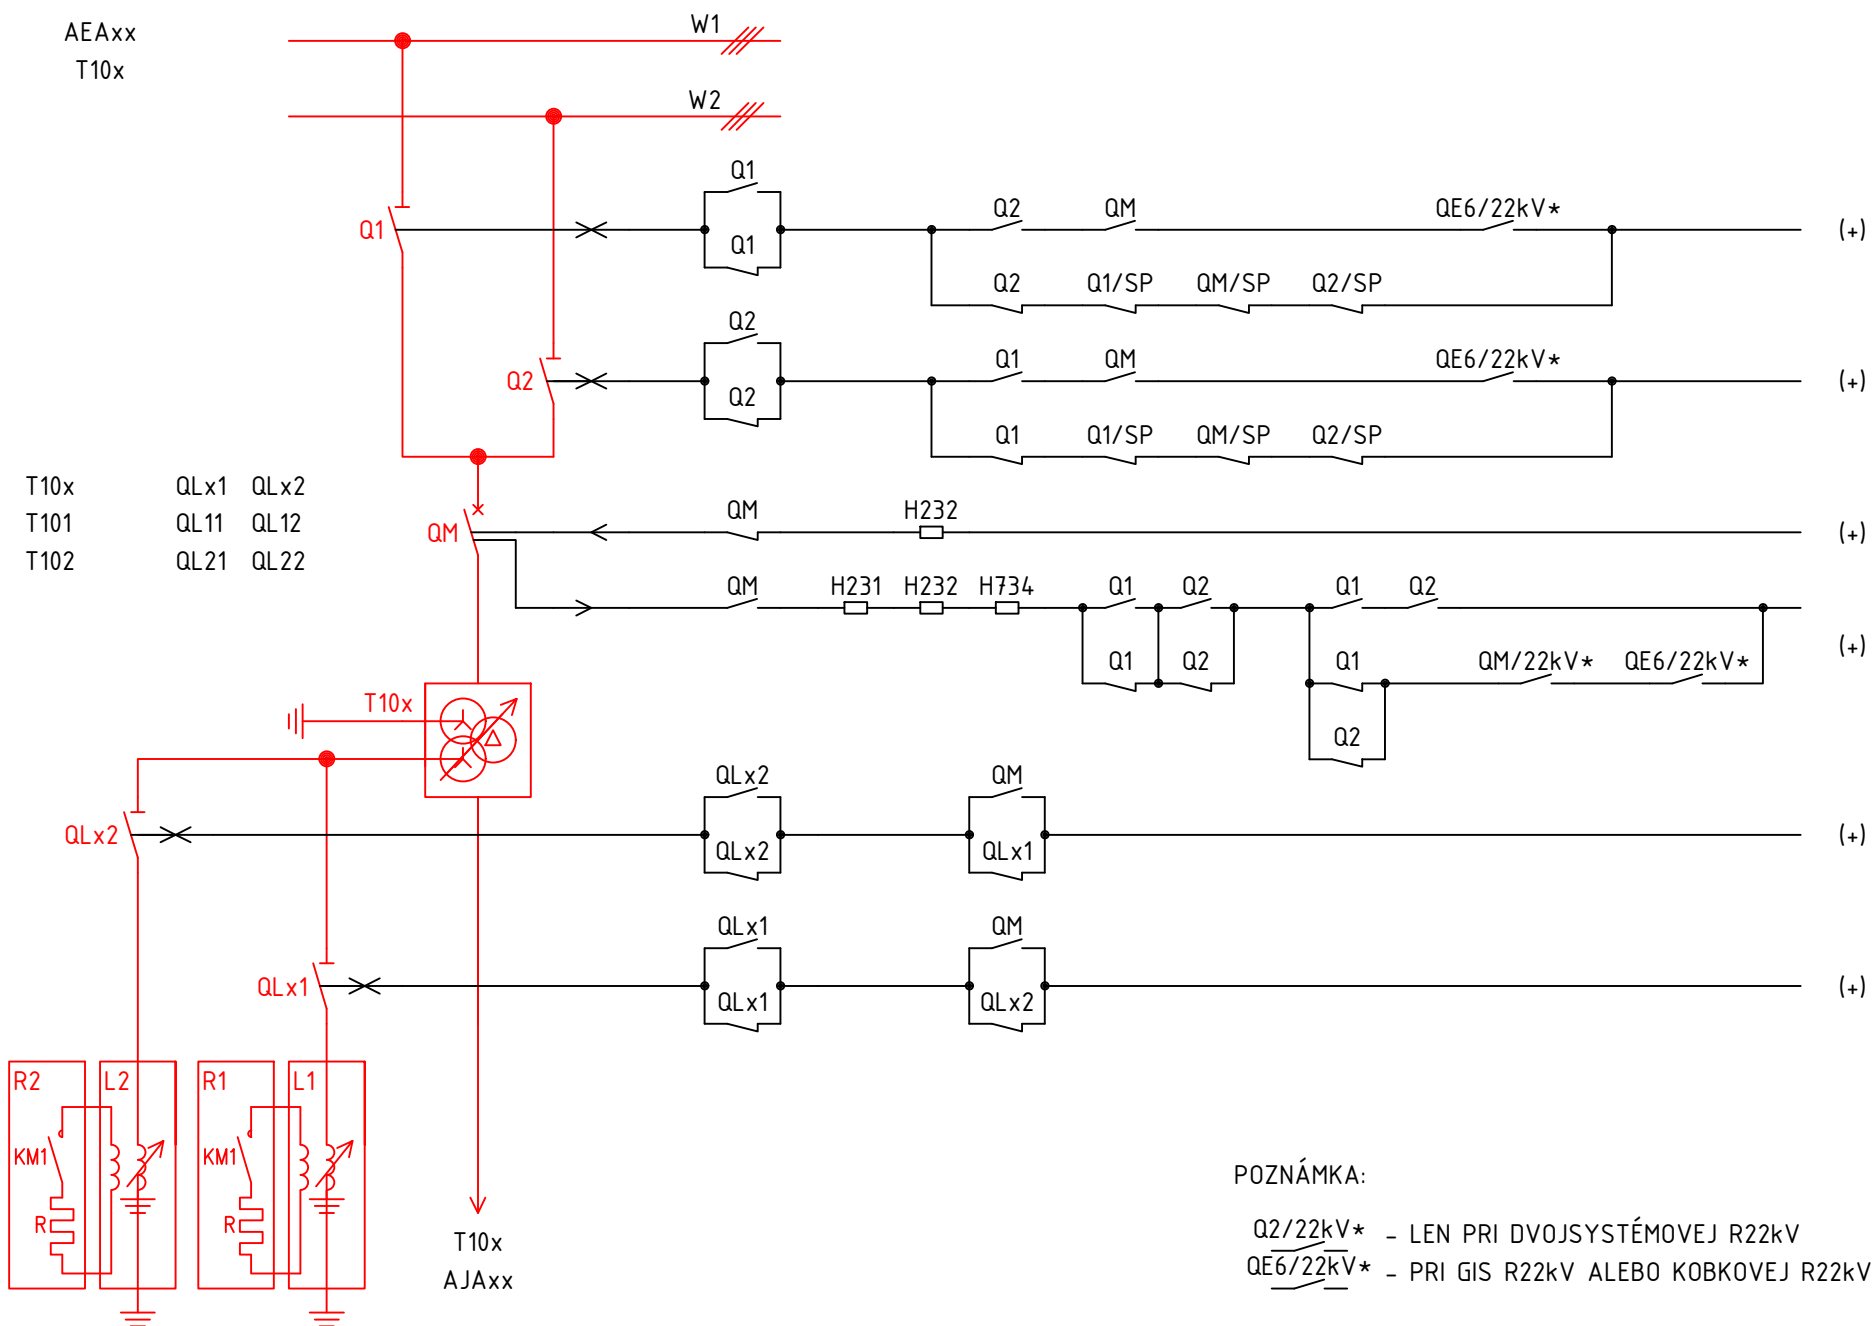 AEAxx
T10x
W1
W2
Q1
Q1
Q2 QM QE6/22kV* (+)
Q1
Q2 Q1/SP QM/SP Q2/SP
Q2
Q2
Q1 QM QE6/22kV* (+)
Q2
Q1 Q1/SP QM/SP Q2/SP
T10x QLx1 QLx2
T101 QL11 QL12
T102 QL21 QL22
QM
QM H232 (+)
QM H231 H232 H734 Q1 Q2 Q1 Q2
(+)
Q1 Q2 Q1 QM/22kV* QE6/22kV*
Q2
T10x
QLx2
QLx2 QM (+)
QLx2 QLx1
QLx1
QLx1 QM (+)
QLx1 QLx2
R2 L2 R1 L1
KM1 KM1
R R
T10x
AJAxx
POZNÁMKA:
Q2/22kV* - LEN PRI DVOJSYSTÉMOVEJ R22kV
QE6/22kV* - PRI GIS R22kV ALEBO KOBKOVEJ R22kV